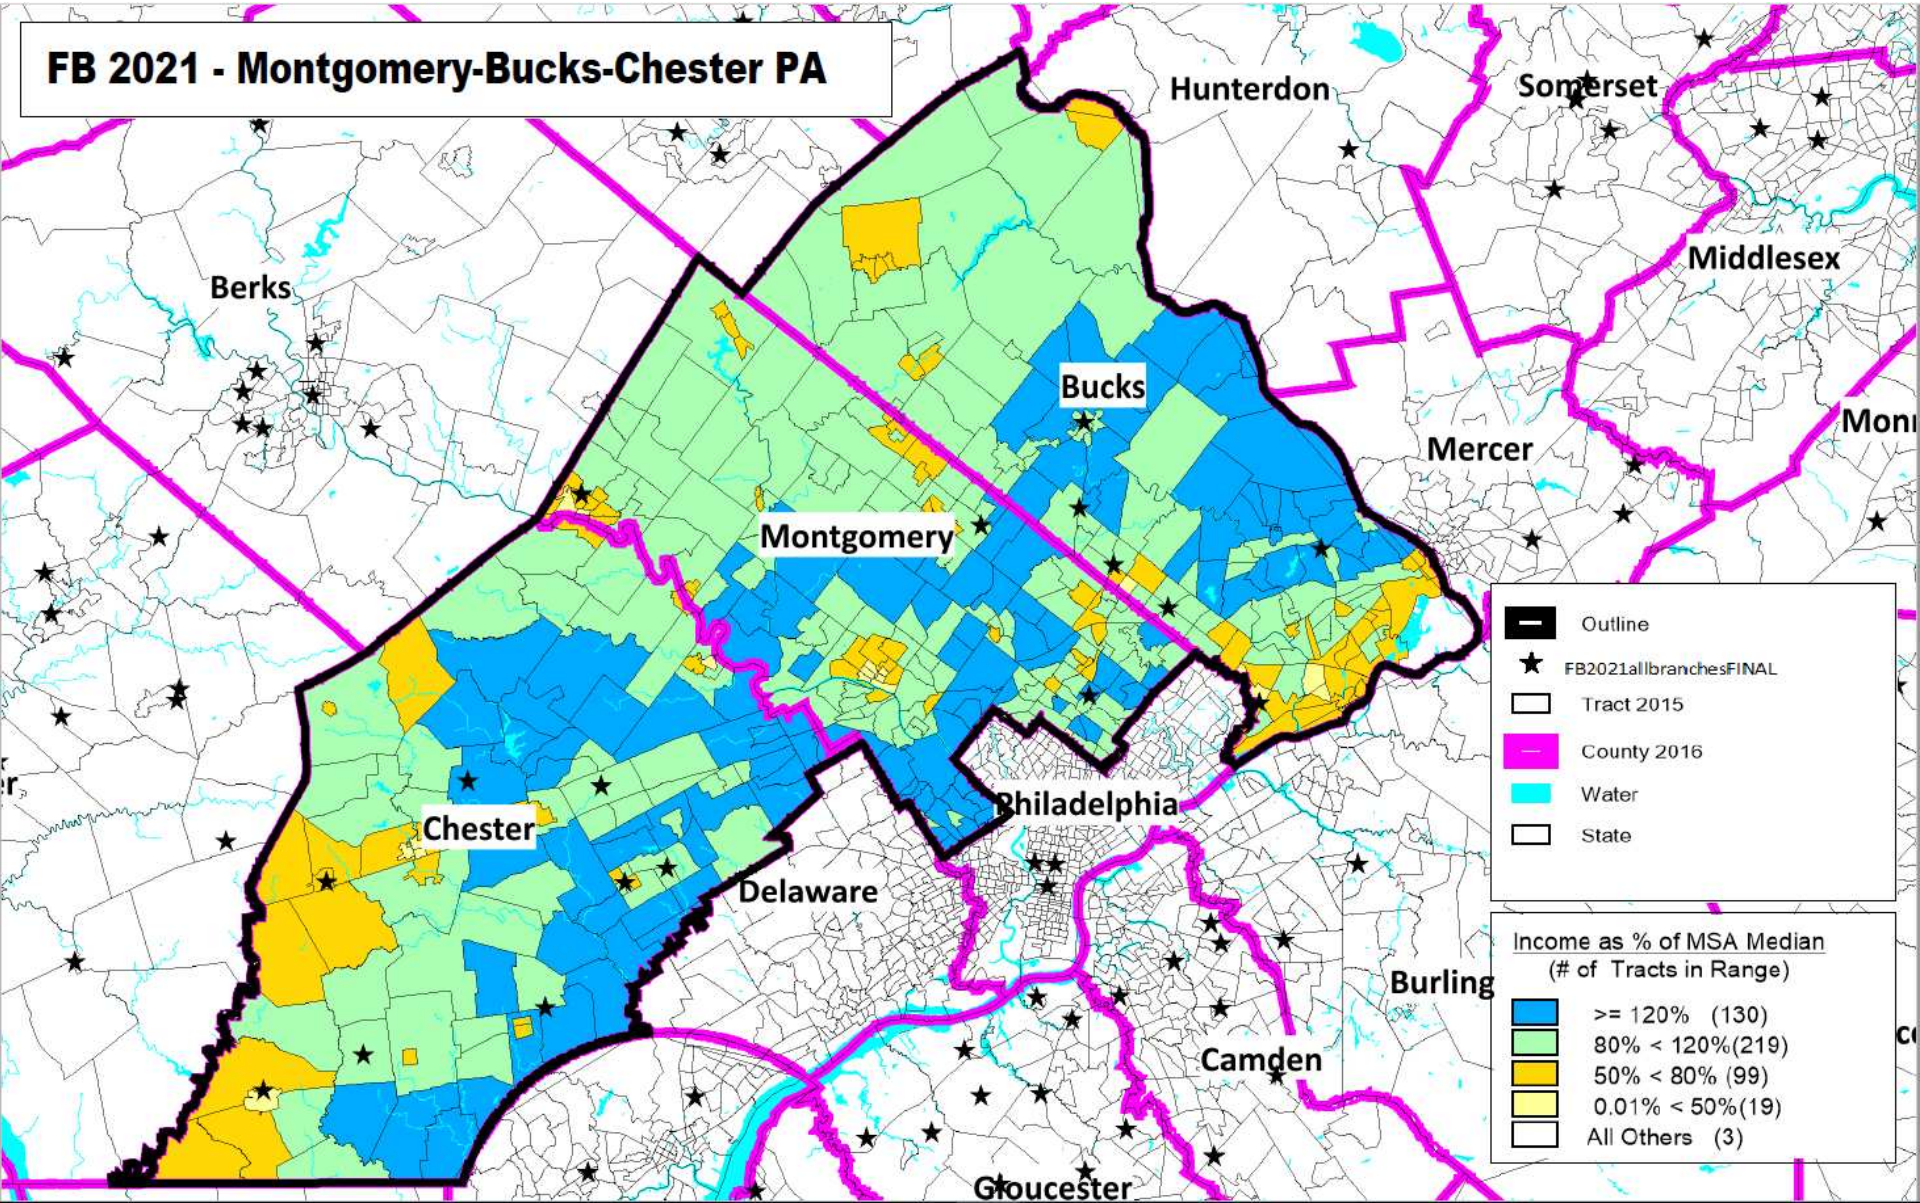 FB 2021 - Montgomery-Bucks-Chester PA
Hunterdon
Somerset
Middlesex
Berks
Bucks
Mercer
Montgomery
Chester
Philadelphia
Delaware
Burling
Camden
Gloucester
Outline
FB2021allbranchesFINAL
Tract 2015
County 2016
Water
State
Income as % of MSA Median
(# of Tracts in Range)
>= 120% (130)
80% < 120%(219)
50% < 80% (99)
0.01% < 50%(19)
All Others (3)